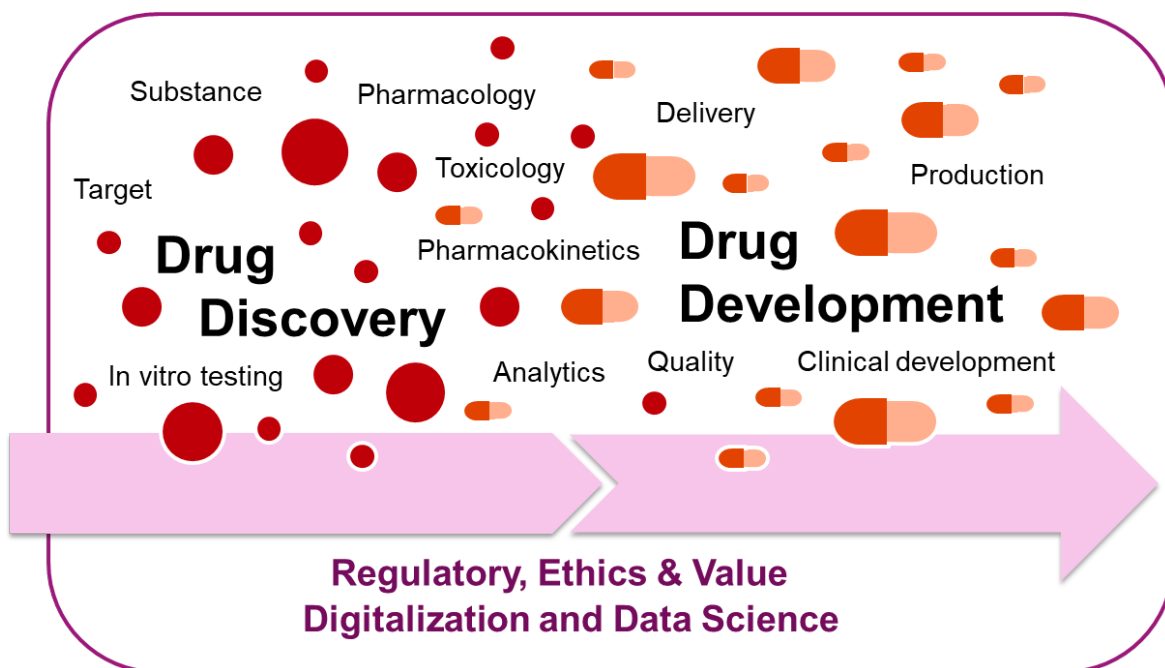 Substance
Pharmacology
Delivery
Target
Toxicology
Production
Drug
Discovery
Pharmacokinetics
Drug
Development
In vitro testing
Analytics
Quality
Clinical development
Regulatory, Ethics & Value
Digitalization and Data Science